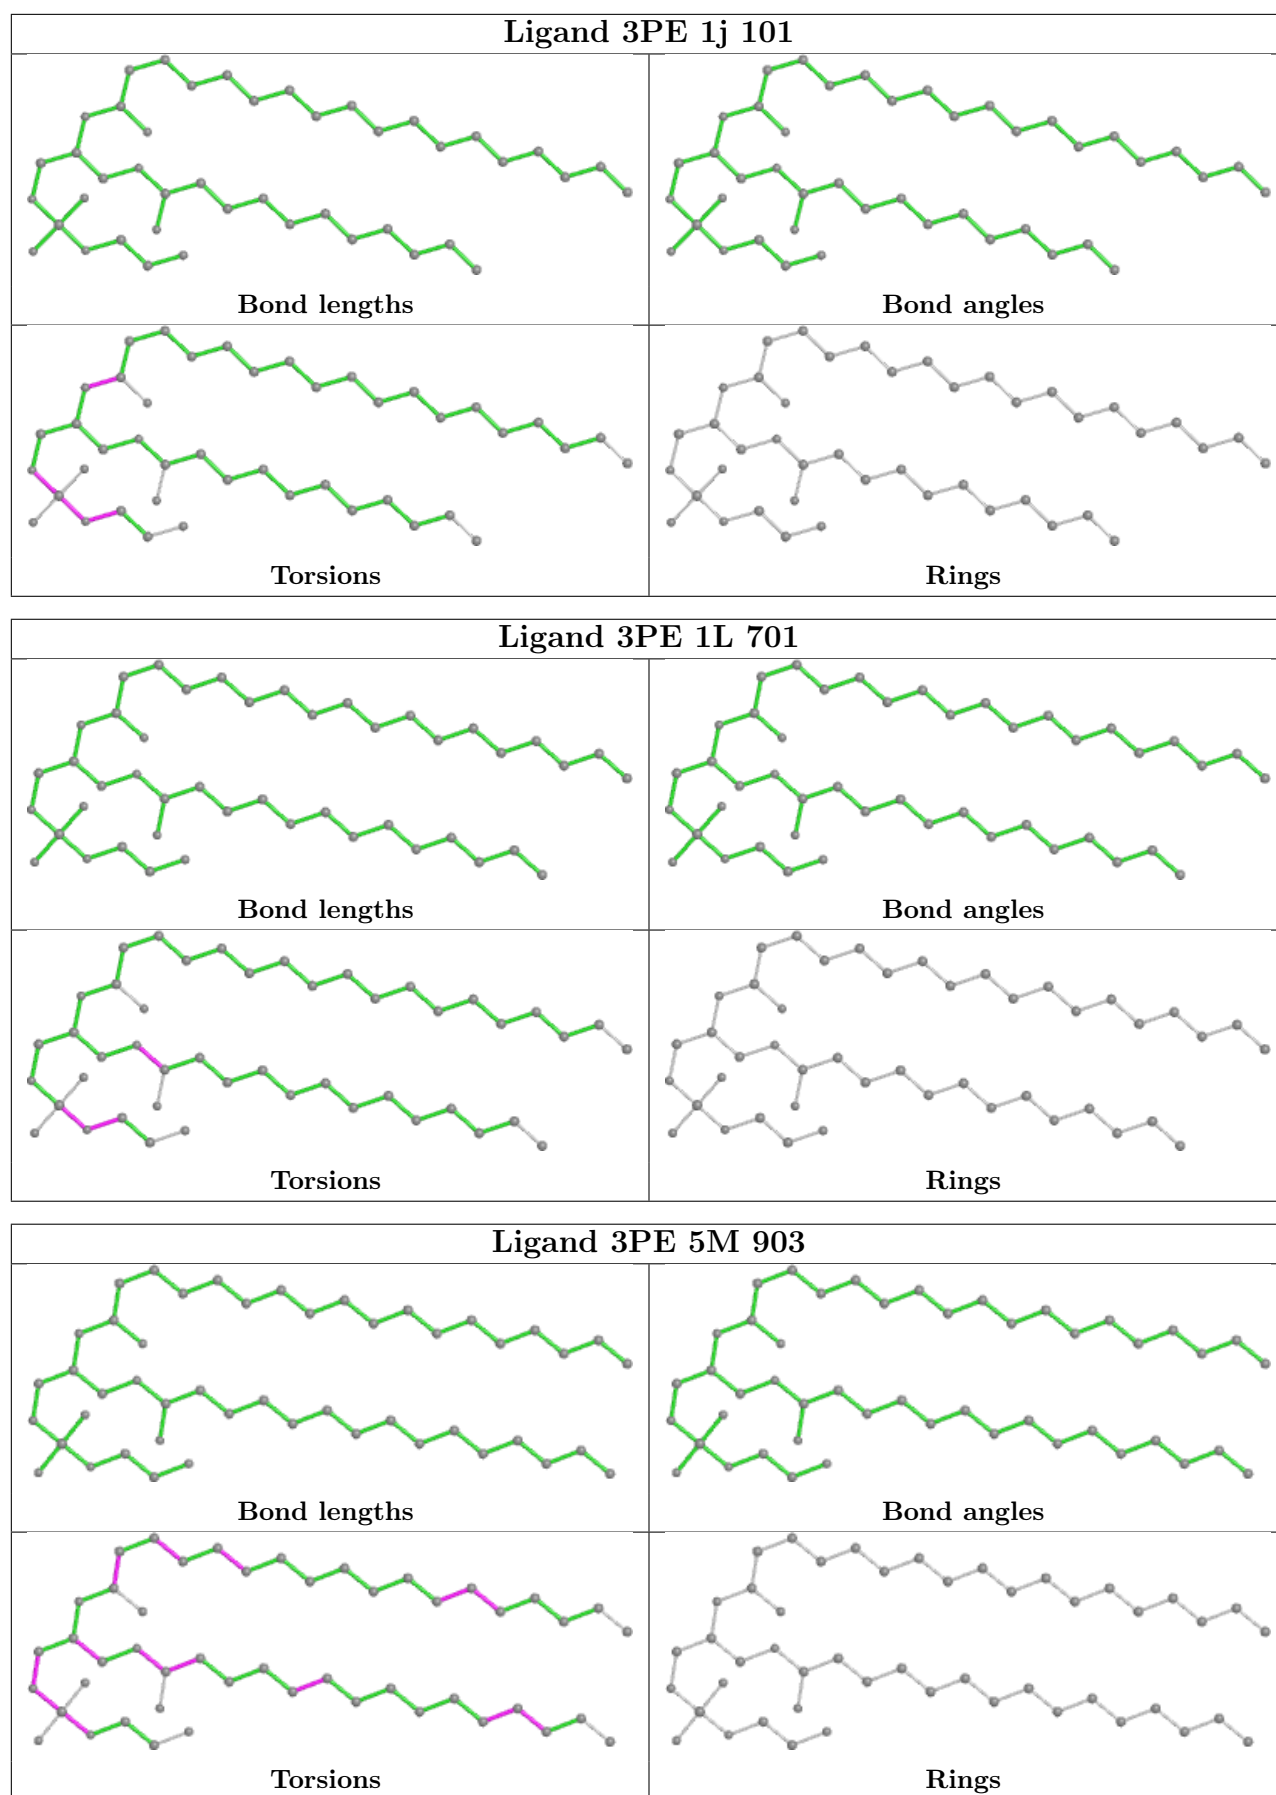 Ligand 3PE 1j 101
Bond lengths
Bond angles
Torsions
Rings
Ligand 3PE 1L 701
Bond lengths
Bond angles
Torsions
Rings
Ligand 3PE 5M 903
Bond lengths
Bond angles
Torsions
Rings